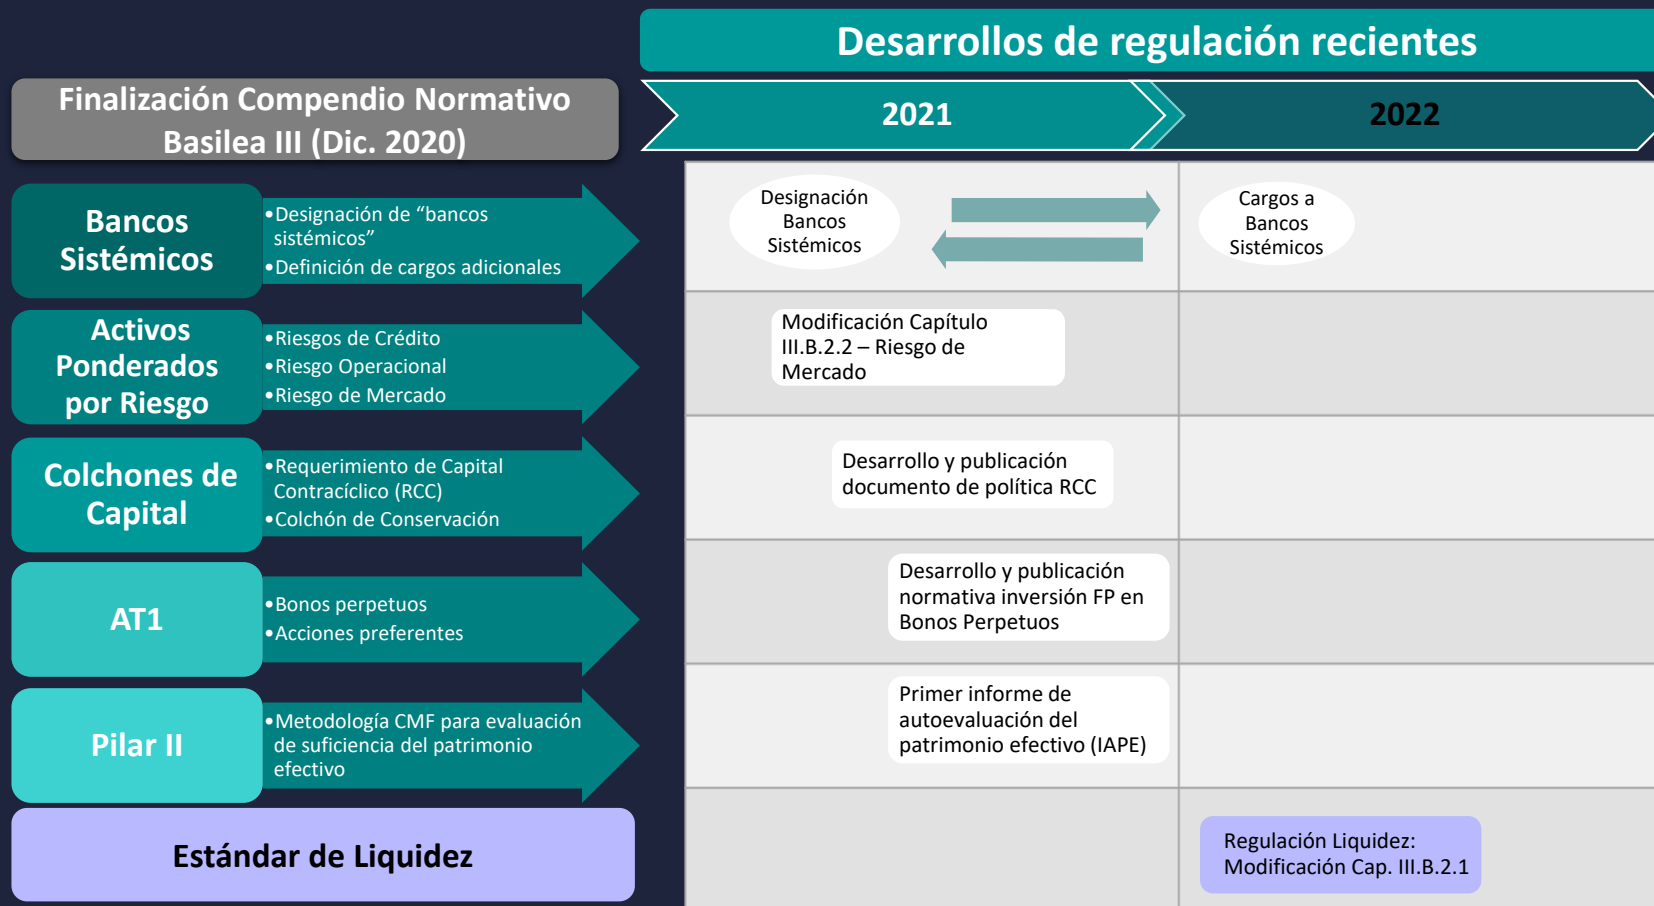 Desarrollos de regulación recientes
Finalización Compendio Normativo
Basilea III (Dic. 2020)
2021
2022
Bancos
Sistémicos
•Designación de “bancos
sistémicos”
•Definición de cargos adicionales
Designación
Bancos
Sistémicos
Cargos a
Bancos
Sistémicos
Activos
Ponderados
por Riesgo
•Riesgos de Crédito
•Riesgo Operacional
•Riesgo de Mercado
Modificación Capítulo
III.B.2.2 – Riesgo de
Mercado
Colchones de
Capital
•Requerimiento de Capital
Contracíclico (RCC)
•Colchón de Conservación
Desarrollo y publicación
documento de política RCC
AT1
•Bonos perpetuos
•Acciones preferentes
Desarrollo y publicación
normativa inversión FP en
Bonos Perpetuos
Pilar II
•Metodología CMF para evaluación
de suficiencia del patrimonio
efectivo
Primer informe de
autoevaluación del
patrimonio efectivo (IAPE)
Estándar de Liquidez
Regulación Liquidez:
Modificación Cap. III.B.2.1